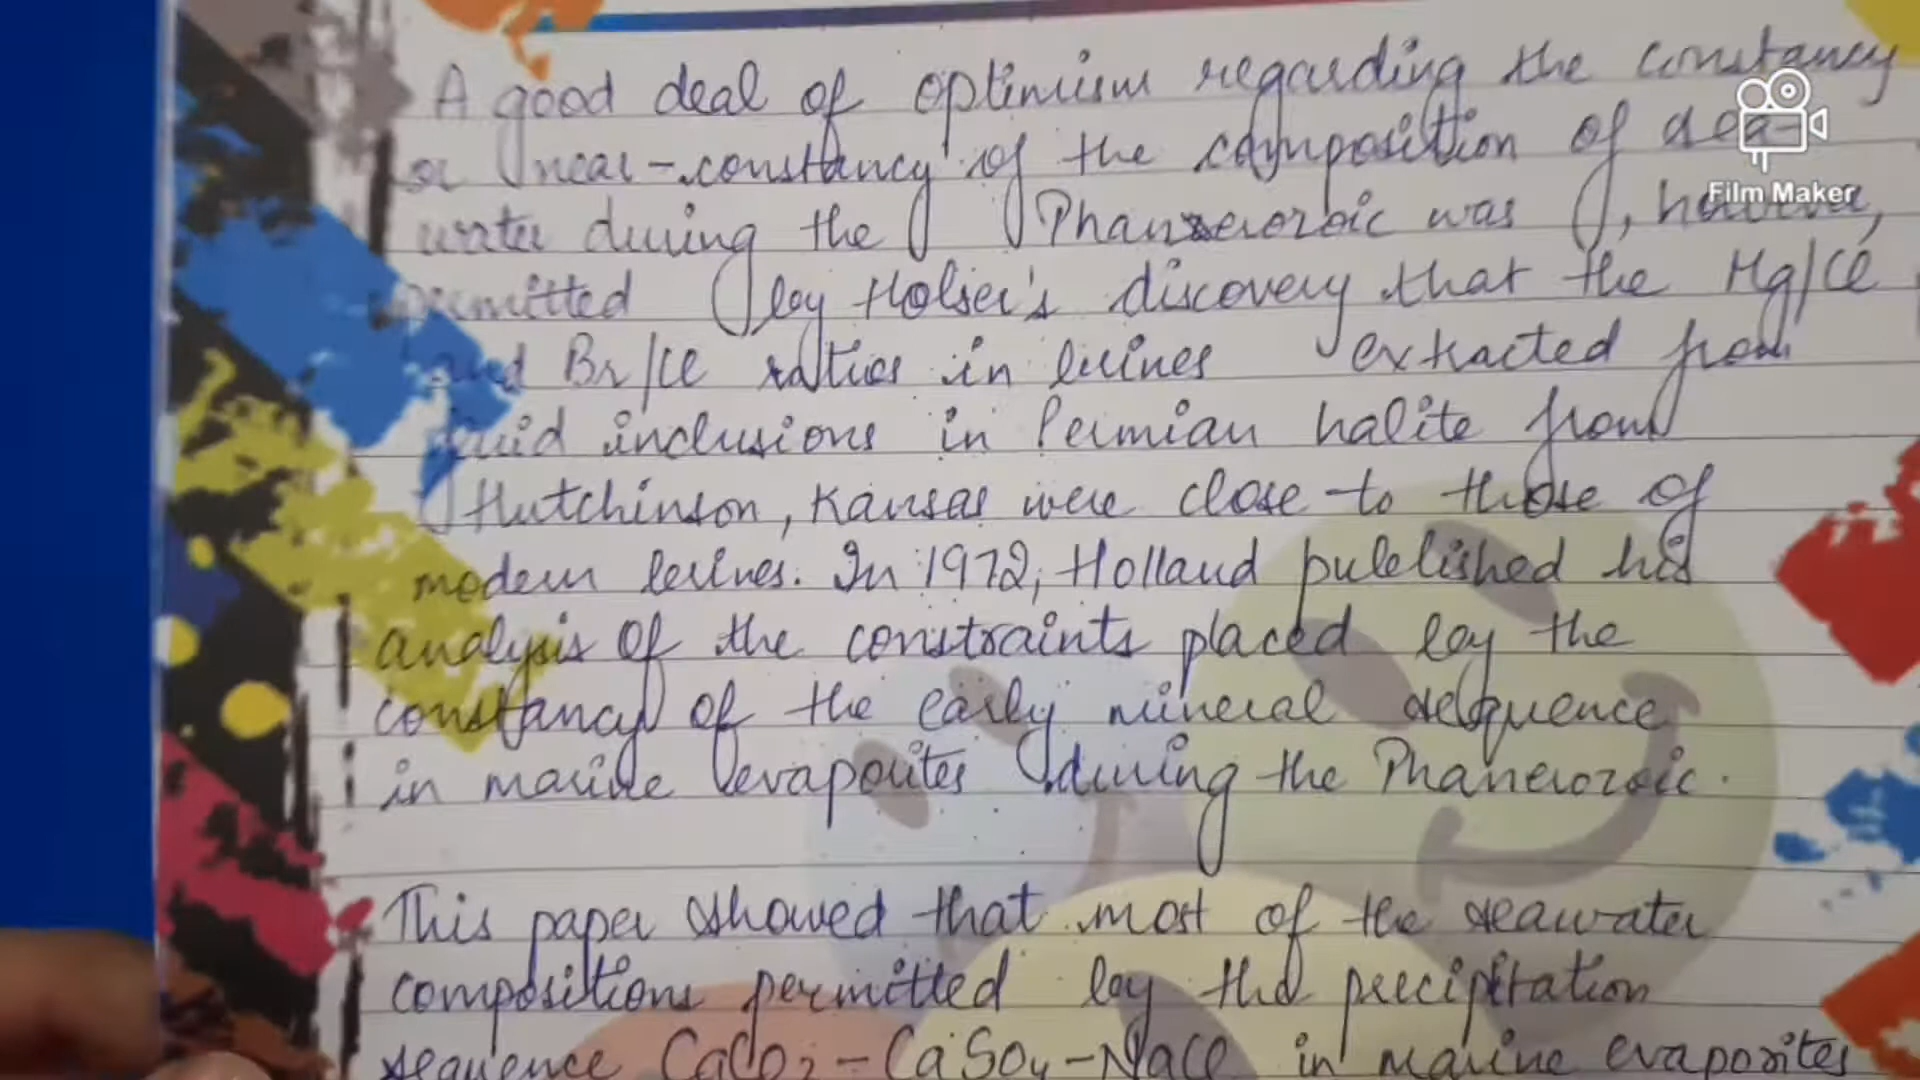 A good deal of optimism regarding the constancy
or near-constancy of the composition of sea-
water during the Phanerozoic was, however,
permitted by Holser's discovery that the Mg/Cl
and Br/Cl ratios in brines extracted from
fluid inclusions in Permian halite from
Hutchinson, Kansas were close to those of
modern brines. In 1972, Holland published his
analysis of the constraints placed by the
constancy of the early mineral sequence
in marine evaporites during the Phanerozoic.
This paper showed that most of the seawater
compositions permitted by the precipitation
sequence CaCO3-CaSO4-NaCl in marine evaporites
Film Maker